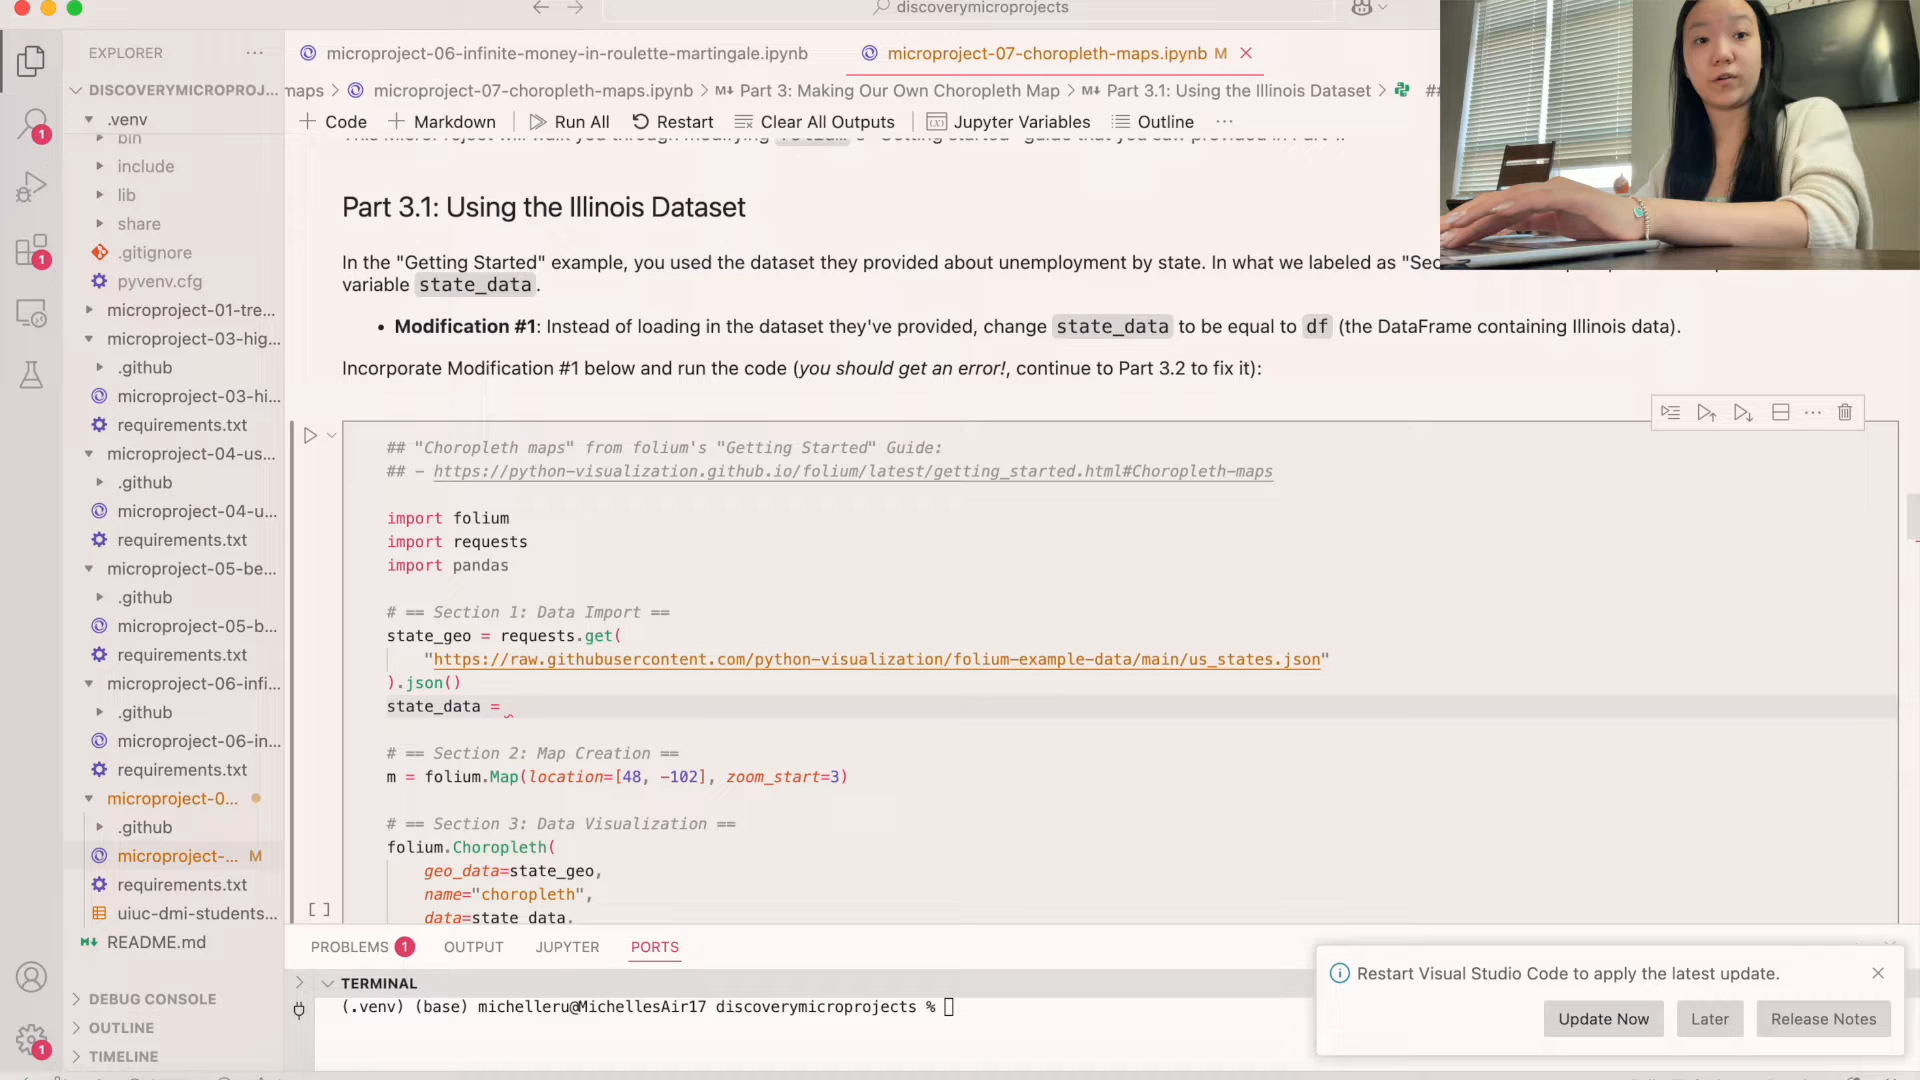 discoverymicroprojects
EXPLORER
microproject-06-infinite-money-in-roulette-martingale.ipynb
microproject-07-choropleth-maps.ipynb M
DISCOVERYMICROPROJ...
maps > microproject-07-choropleth-maps.ipynb > M+ Part 3: Making Our Own Choropleth Map > M+ Part 3.1: Using the Illinois Dataset > ##
+ Code + Markdown Run All Restart Clear All Outputs Jupyter Variables Outline ...
.venv
bin
include
lib
share
.gitignore
pyvenv.cfg
microproject-01-tre...
microproject-03-hig...
.github
microproject-03-hi...
requirements.txt
microproject-04-us...
.github
microproject-04-u...
requirements.txt
microproject-05-be...
.github
microproject-05-b...
requirements.txt
microproject-06-infi...
.github
microproject-06-in...
requirements.txt
microproject-0...
.github
microproject-... M
requirements.txt
uiuc-dmi-students...
README.md
DEBUG CONSOLE
OUTLINE
TIMELINE
1
1
1
Part 3.1: Using the Illinois Dataset
In the "Getting Started" example, you used the dataset they provided about unemployment by state. In what we labeled as "Sec
variable state_data.
• Modification #1: Instead of loading in the dataset they've provided, change state_data to be equal to df (the DataFrame containing Illinois data).
Incorporate Modification #1 below and run the code (you should get an error!, continue to Part 3.2 to fix it):
## "Choropleth maps" from folium's "Getting Started" Guide:
## - https://python-visualization.github.io/folium/latest/getting_started.html#Choropleth-maps
import folium
import requests
import pandas
# == Section 1: Data Import ==
state_geo = requests.get(
"https://raw.githubusercontent.com/python-visualization/folium-example-data/main/us_states.json"
).json()
state_data =
# == Section 2: Map Creation ==
m = folium.Map(location=[48, -102], zoom_start=3)
# == Section 3: Data Visualization ==
folium.Choropleth(
geo_data=state_geo,
name="choropleth",
data=state_data,
[ ]
PROBLEMS 1 OUTPUT JUPYTER PORTS
TERMINAL
(.venv) (base) michelleru@MichellesAir17 discoverymicroprojects %
Restart Visual Studio Code to apply the latest update.
Update Now Later Release Notes